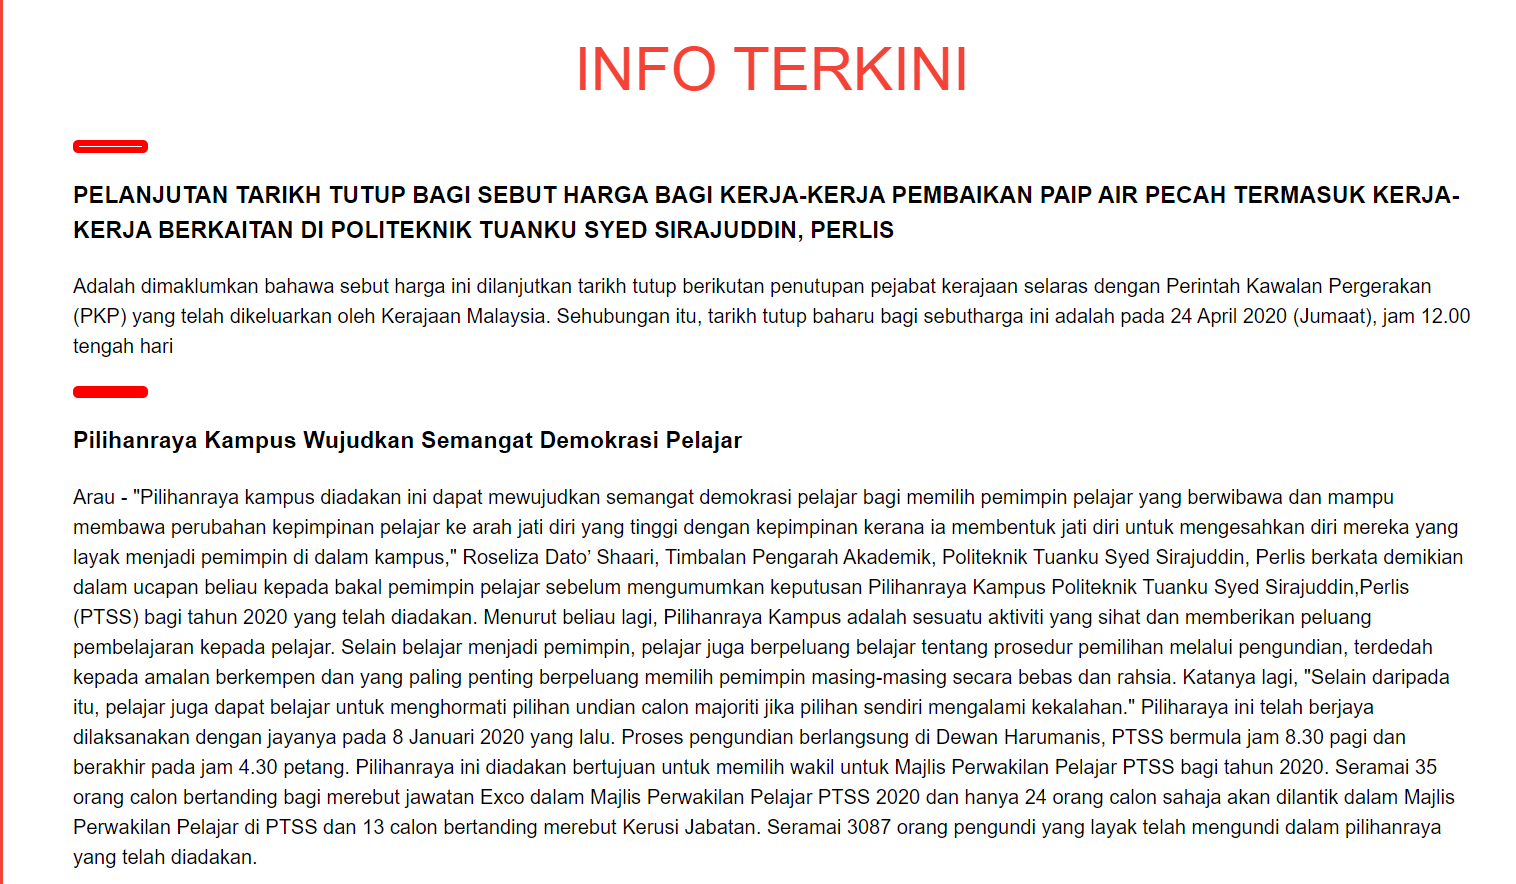 INFO TERKINI
PELANJUTAN TARIKH TUTUP BAGI SEBUT HARGA BAGI KERJA-KERJA PEMBAIKAN PAIP AIR PECAH TERMASUK KERJA-
KERJA BERKAITAN DI POLITEKNIK TUANKU SYED SIRAJUDDIN, PERLIS
Adalah dimaklumkan bahawa sebut harga ini dilanjutkan tarikh tutup berikutan penutupan pejabat kerajaan selaras dengan Perintah Kawalan Pergerakan
(PKP) yang telah dikeluarkan oleh Kerajaan Malaysia. Sehubungan itu, tarikh tutup baharu bagi sebutharga ini adalah pada 24 April 2020 (Jumaat), jam 12.00
tengah hari
Pilihanraya Kampus Wujudkan Semangat Demokrasi Pelajar
Arau - "Pilihanraya kampus diadakan ini dapat mewujudkan semangat demokrasi pelajar bagi memilih pemimpin pelajar yang berwibawa dan mampu
membawa perubahan kepimpinan pelajar ke arah jati diri yang tinggi dengan kepimpinan kerana ia membentuk jati diri untuk mengesahkan diri mereka yang
layak menjadi pemimpin di dalam kampus," Roseliza Dato’ Shaari, Timbalan Pengarah Akademik, Politeknik Tuanku Syed Sirajuddin, Perlis berkata demikian
dalam ucapan beliau kepada bakal pemimpin pelajar sebelum mengumumkan keputusan Pilihanraya Kampus Politeknik Tuanku Syed Sirajuddin,Perlis
(PTSS) bagi tahun 2020 yang telah diadakan. Menurut beliau lagi, Pilihanraya Kampus adalah sesuatu aktiviti yang sihat dan memberikan peluang
pembelajaran kepada pelajar. Selain belajar menjadi pemimpin, pelajar juga berpeluang belajar tentang prosedur pemilihan melalui pengundian, terdedah
kepada amalan berkempen dan yang paling penting berpeluang memilih pemimpin masing-masing secara bebas dan rahsia. Katanya lagi, "Selain daripada
itu, pelajar juga dapat belajar untuk menghormati pilihan undian calon majoriti jika pilihan sendiri mengalami kekalahan." Piliharaya ini telah berjaya
dilaksanakan dengan jayanya pada 8 Januari 2020 yang lalu. Proses pengundian berlangsung di Dewan Harumanis, PTSS bermula jam 8.30 pagi dan
berakhir pada jam 4.30 petang. Pilihanraya ini diadakan bertujuan untuk memilih wakil untuk Majlis Perwakilan Pelajar PTSS bagi tahun 2020. Seramai 35
orang calon bertanding bagi merebut jawatan Exco dalam Majlis Perwakilan Pelajar PTSS 2020 dan hanya 24 orang calon sahaja akan dilantik dalam Majlis
Perwakilan Pelajar di PTSS dan 13 calon bertanding merebut Kerusi Jabatan. Seramai 3087 orang pengundi yang layak telah mengundi dalam pilihanraya
yang telah diadakan.